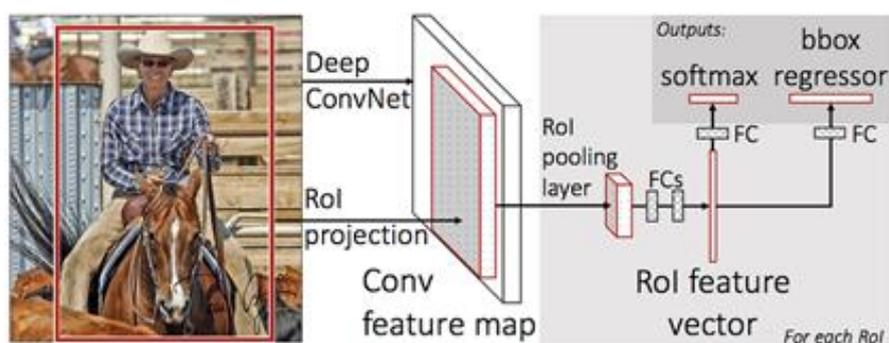 Deep
ConvNet
RoI
projection
Conv
feature map
RoI
pooling
layer
FCs
RoI feature
vector
Outputs:
softmax
bbox
regressor
FC
FC
For each RoI